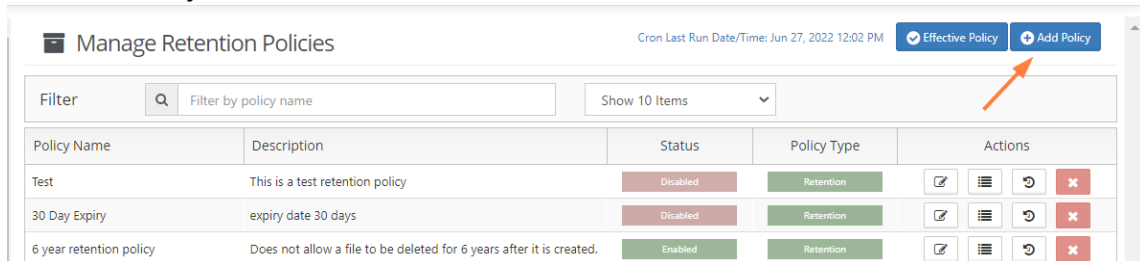 Manage Retention Policies
Cron Last Run Date/Time: Jun 27, 2022 12:02 PM
Effective Policy
Add Policy
Filter
Filter by policy name
Show 10 Items
Policy Name Description Status Policy Type Actions
Test This is a test retention policy Disabled Retention
30 Day Expiry expiry date 30 days Disabled Retention
6 year retention policy Does not allow a file to be deleted for 6 years after it is created. Enabled Retention